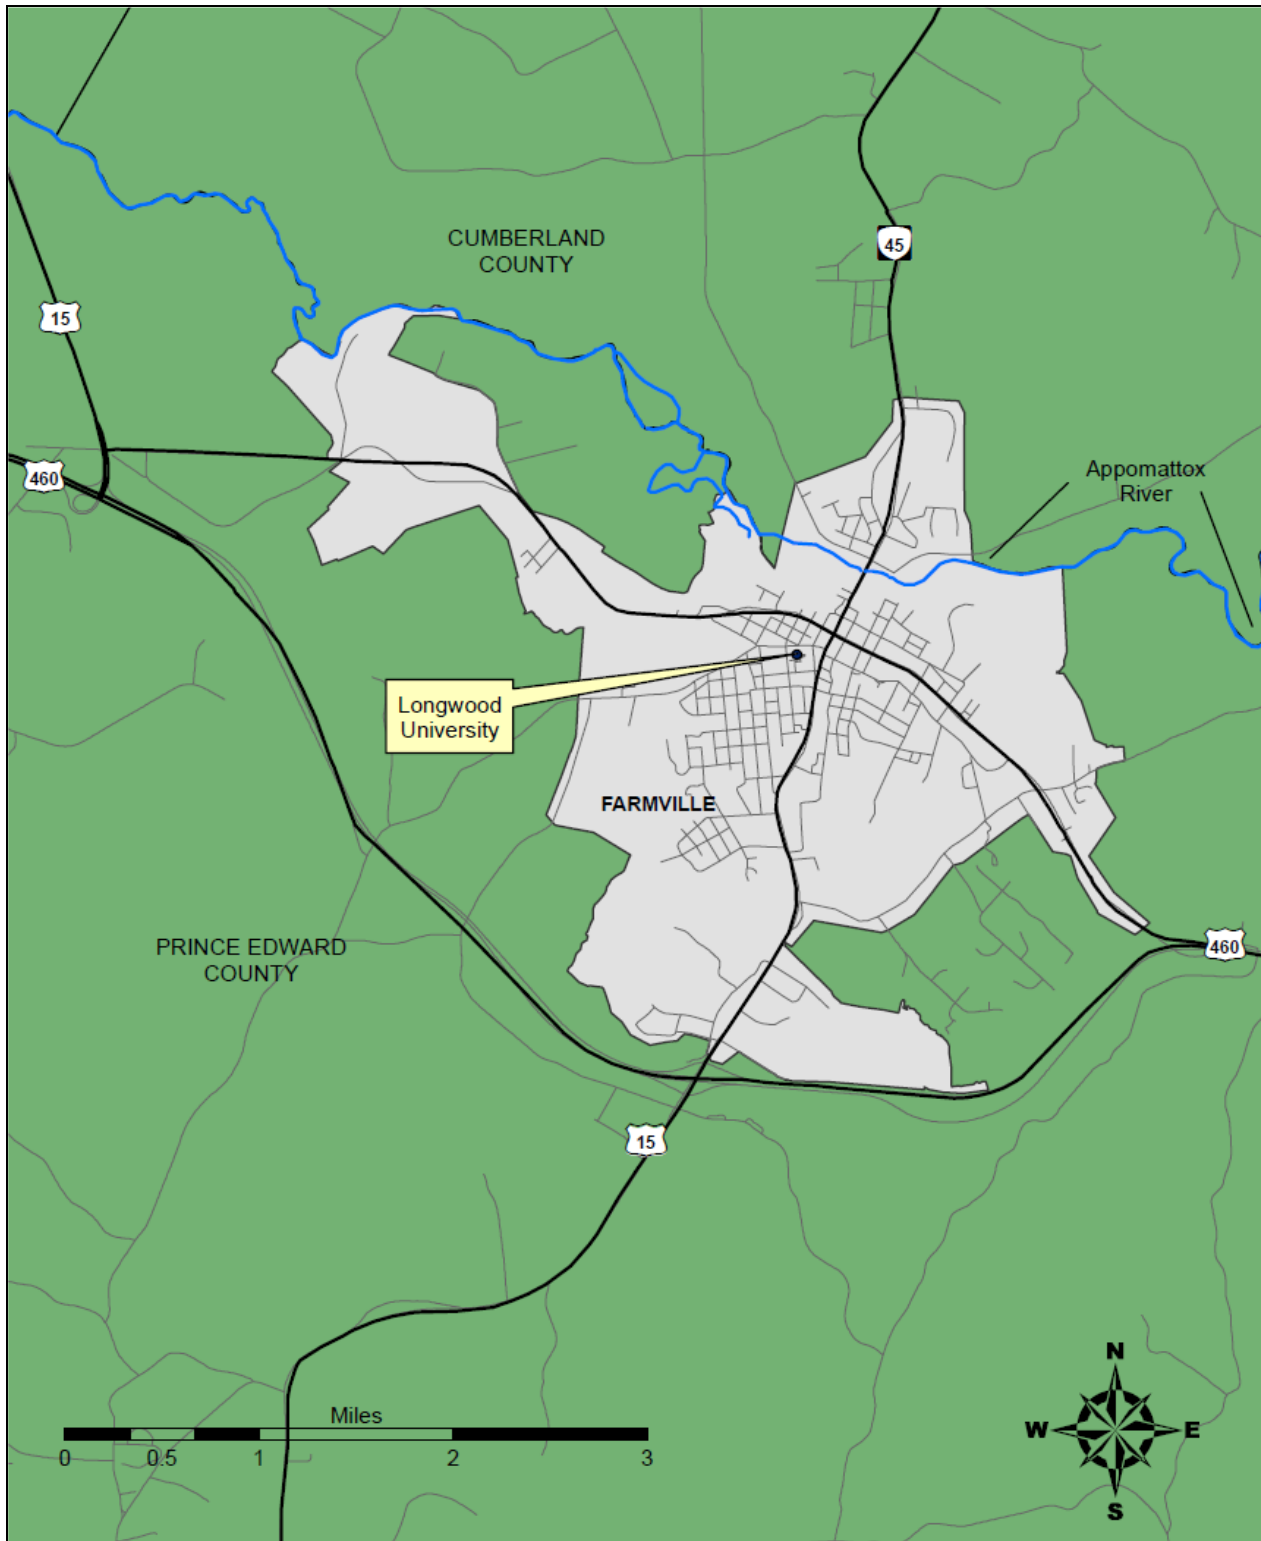 CUMBERLAND
COUNTY
45
15
460
Appomattox
River
Longwood
University
FARMVILLE
PRINCE EDWARD
COUNTY
460
15
N
W
E
S
Miles
0
0.5
1
2
3